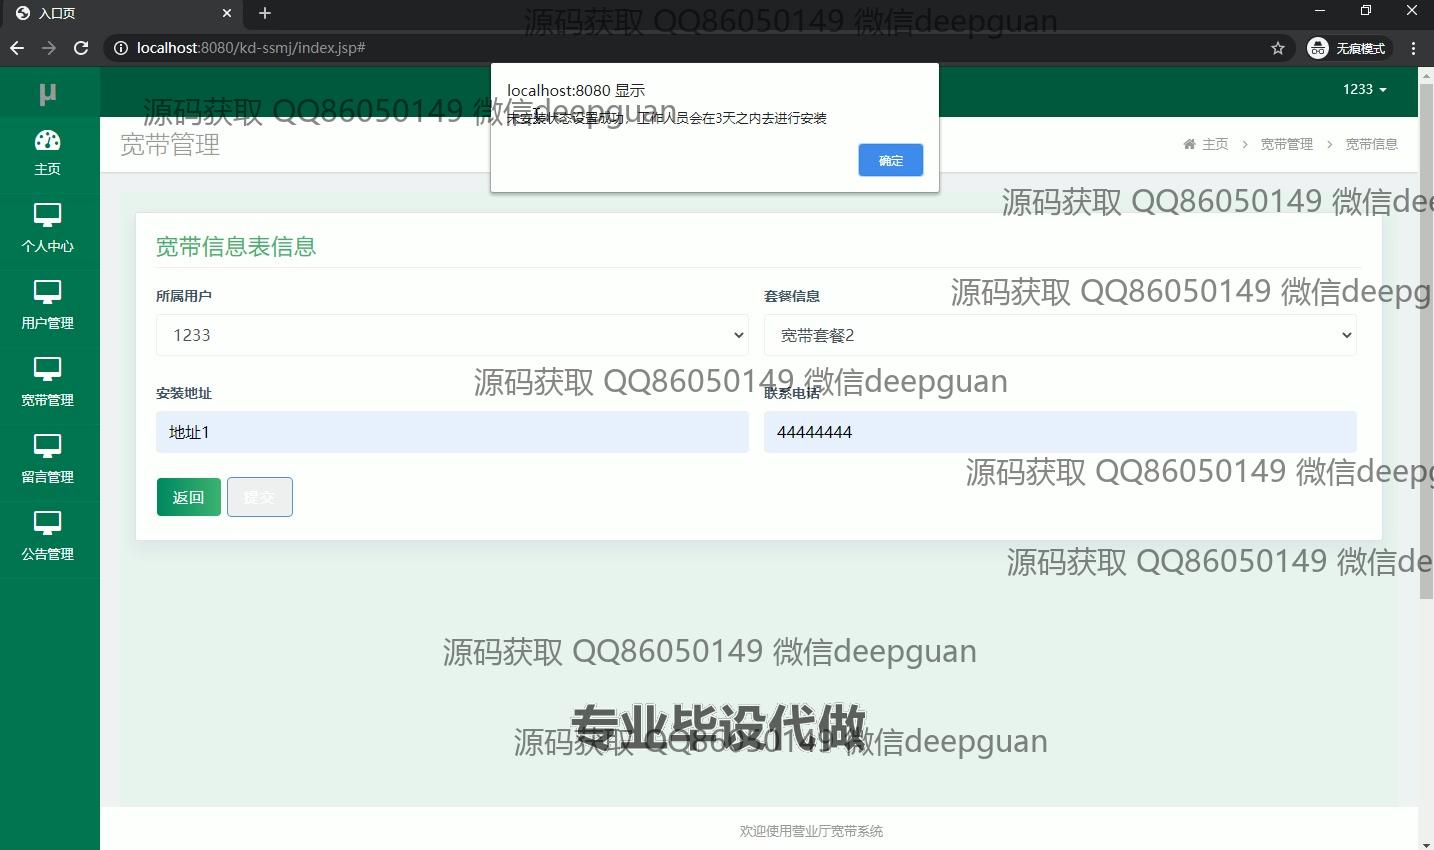 入口页
源码获取 QQ86050149 微信deepguan
localhost:8080/kd-ssmj/index.jsp#
无痕模式
μ
localhost:8080 显示
1233
源码获取 QQ86050149 微信deepguan
未安装状态设置成功，工作人员会在3天之内去进行安装
宽带管理
主页 > 宽带管理 > 宽带信息
确定
主页
源码获取 QQ86050149 微信dee
个人中心
宽带信息表信息
源码获取 QQ86050149 微信deepg
所属用户
套餐信息
用户管理
1233
宽带套餐2
源码获取 QQ86050149 微信deepguan
安装地址
联系电话
宽带管理
地址1
44444444
源码获取 QQ86050149 微信deepg
留言管理
返回
提交
公告管理
源码获取 QQ86050149 微信dee
源码获取 QQ86050149 微信deepguan
专业毕设代做
源码获取 QQ86050149 微信deepguan
欢迎使用营业厅宽带系统